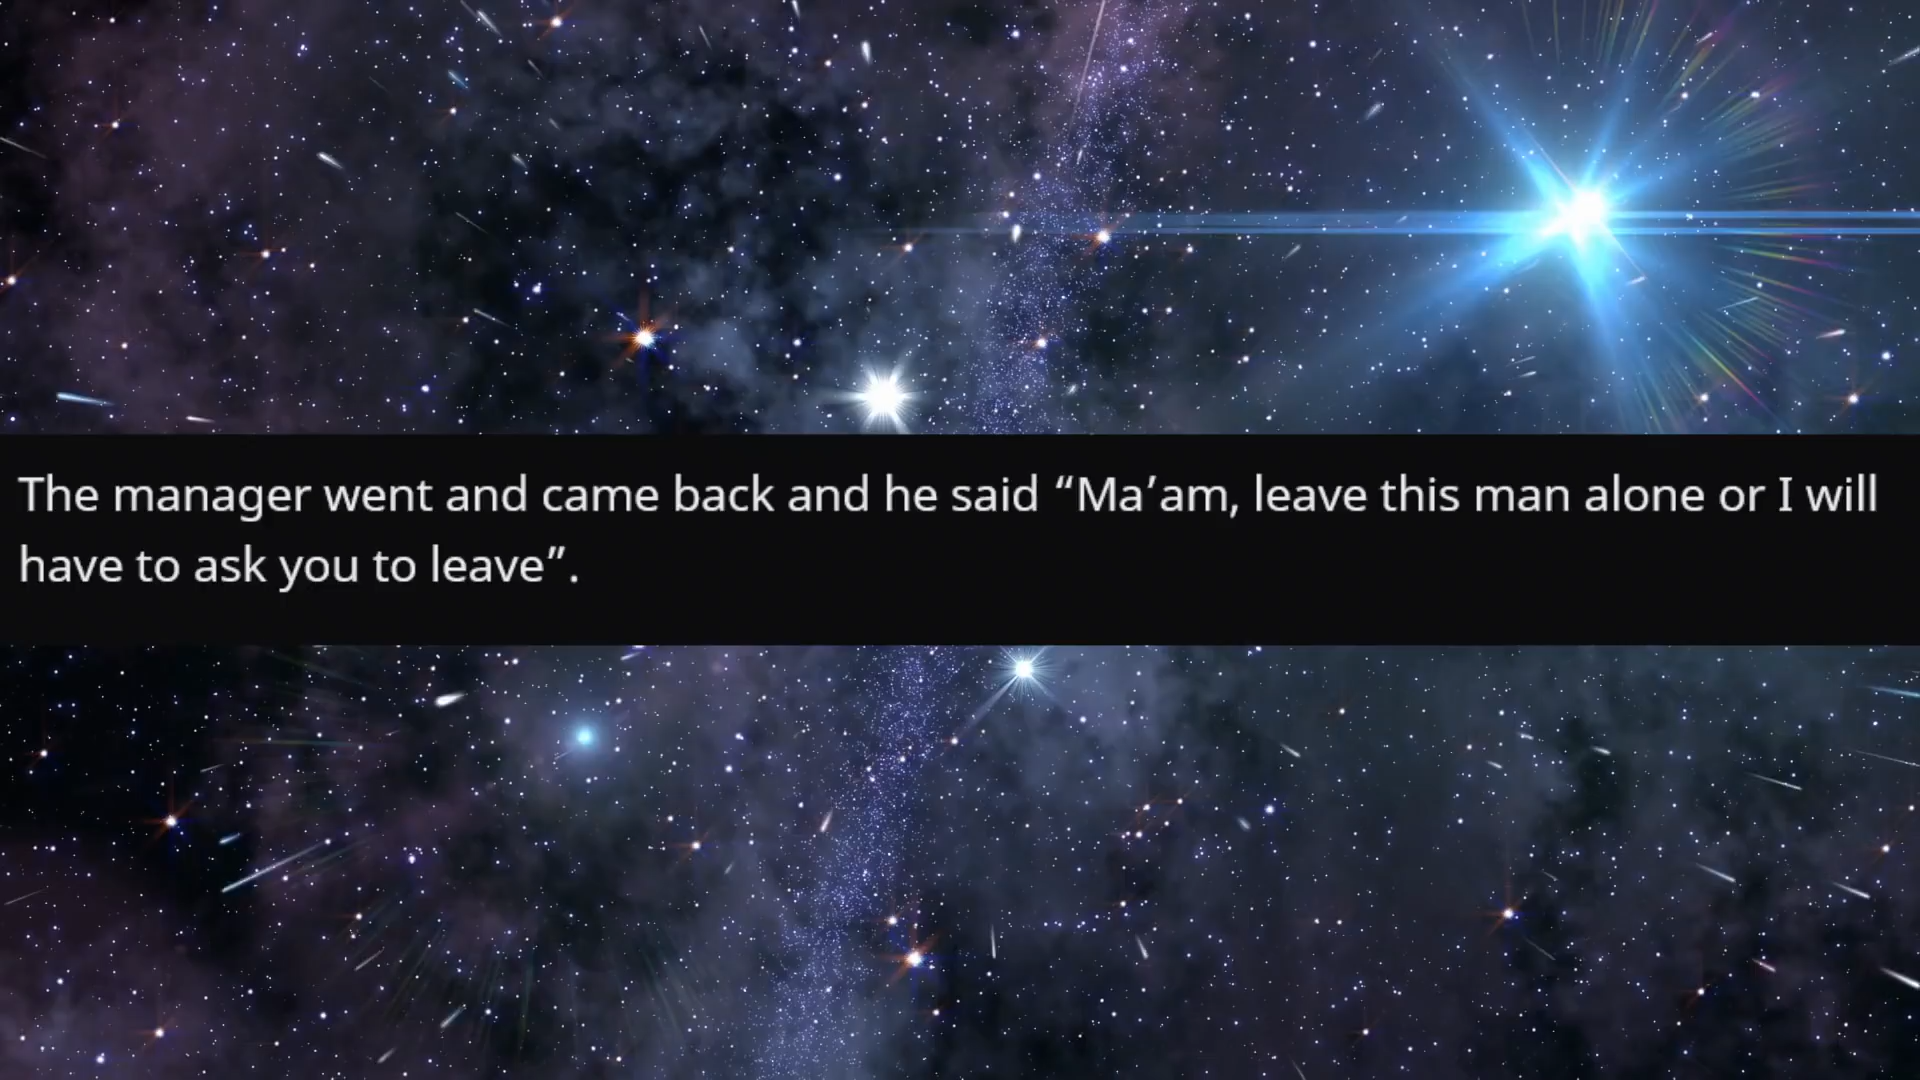 The manager went and came back and he said “Ma’am, leave this man alone or I will
have to ask you to leave”.